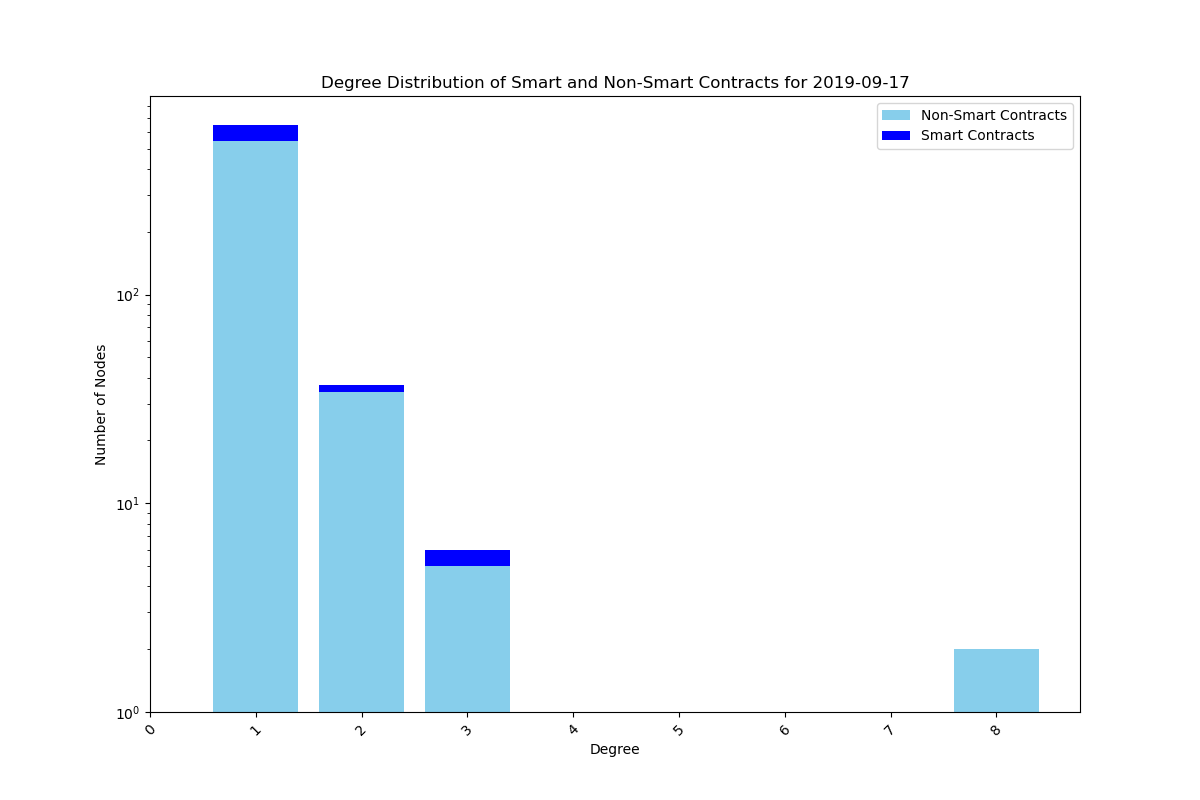 Degree Distribution of Smart and Non-Smart Contracts for 2019-09-17
Non-Smart Contracts
Smart Contracts
Number of Nodes
10²
10¹
10⁰
0 1 2 3 4 5 6 7 8
Degree